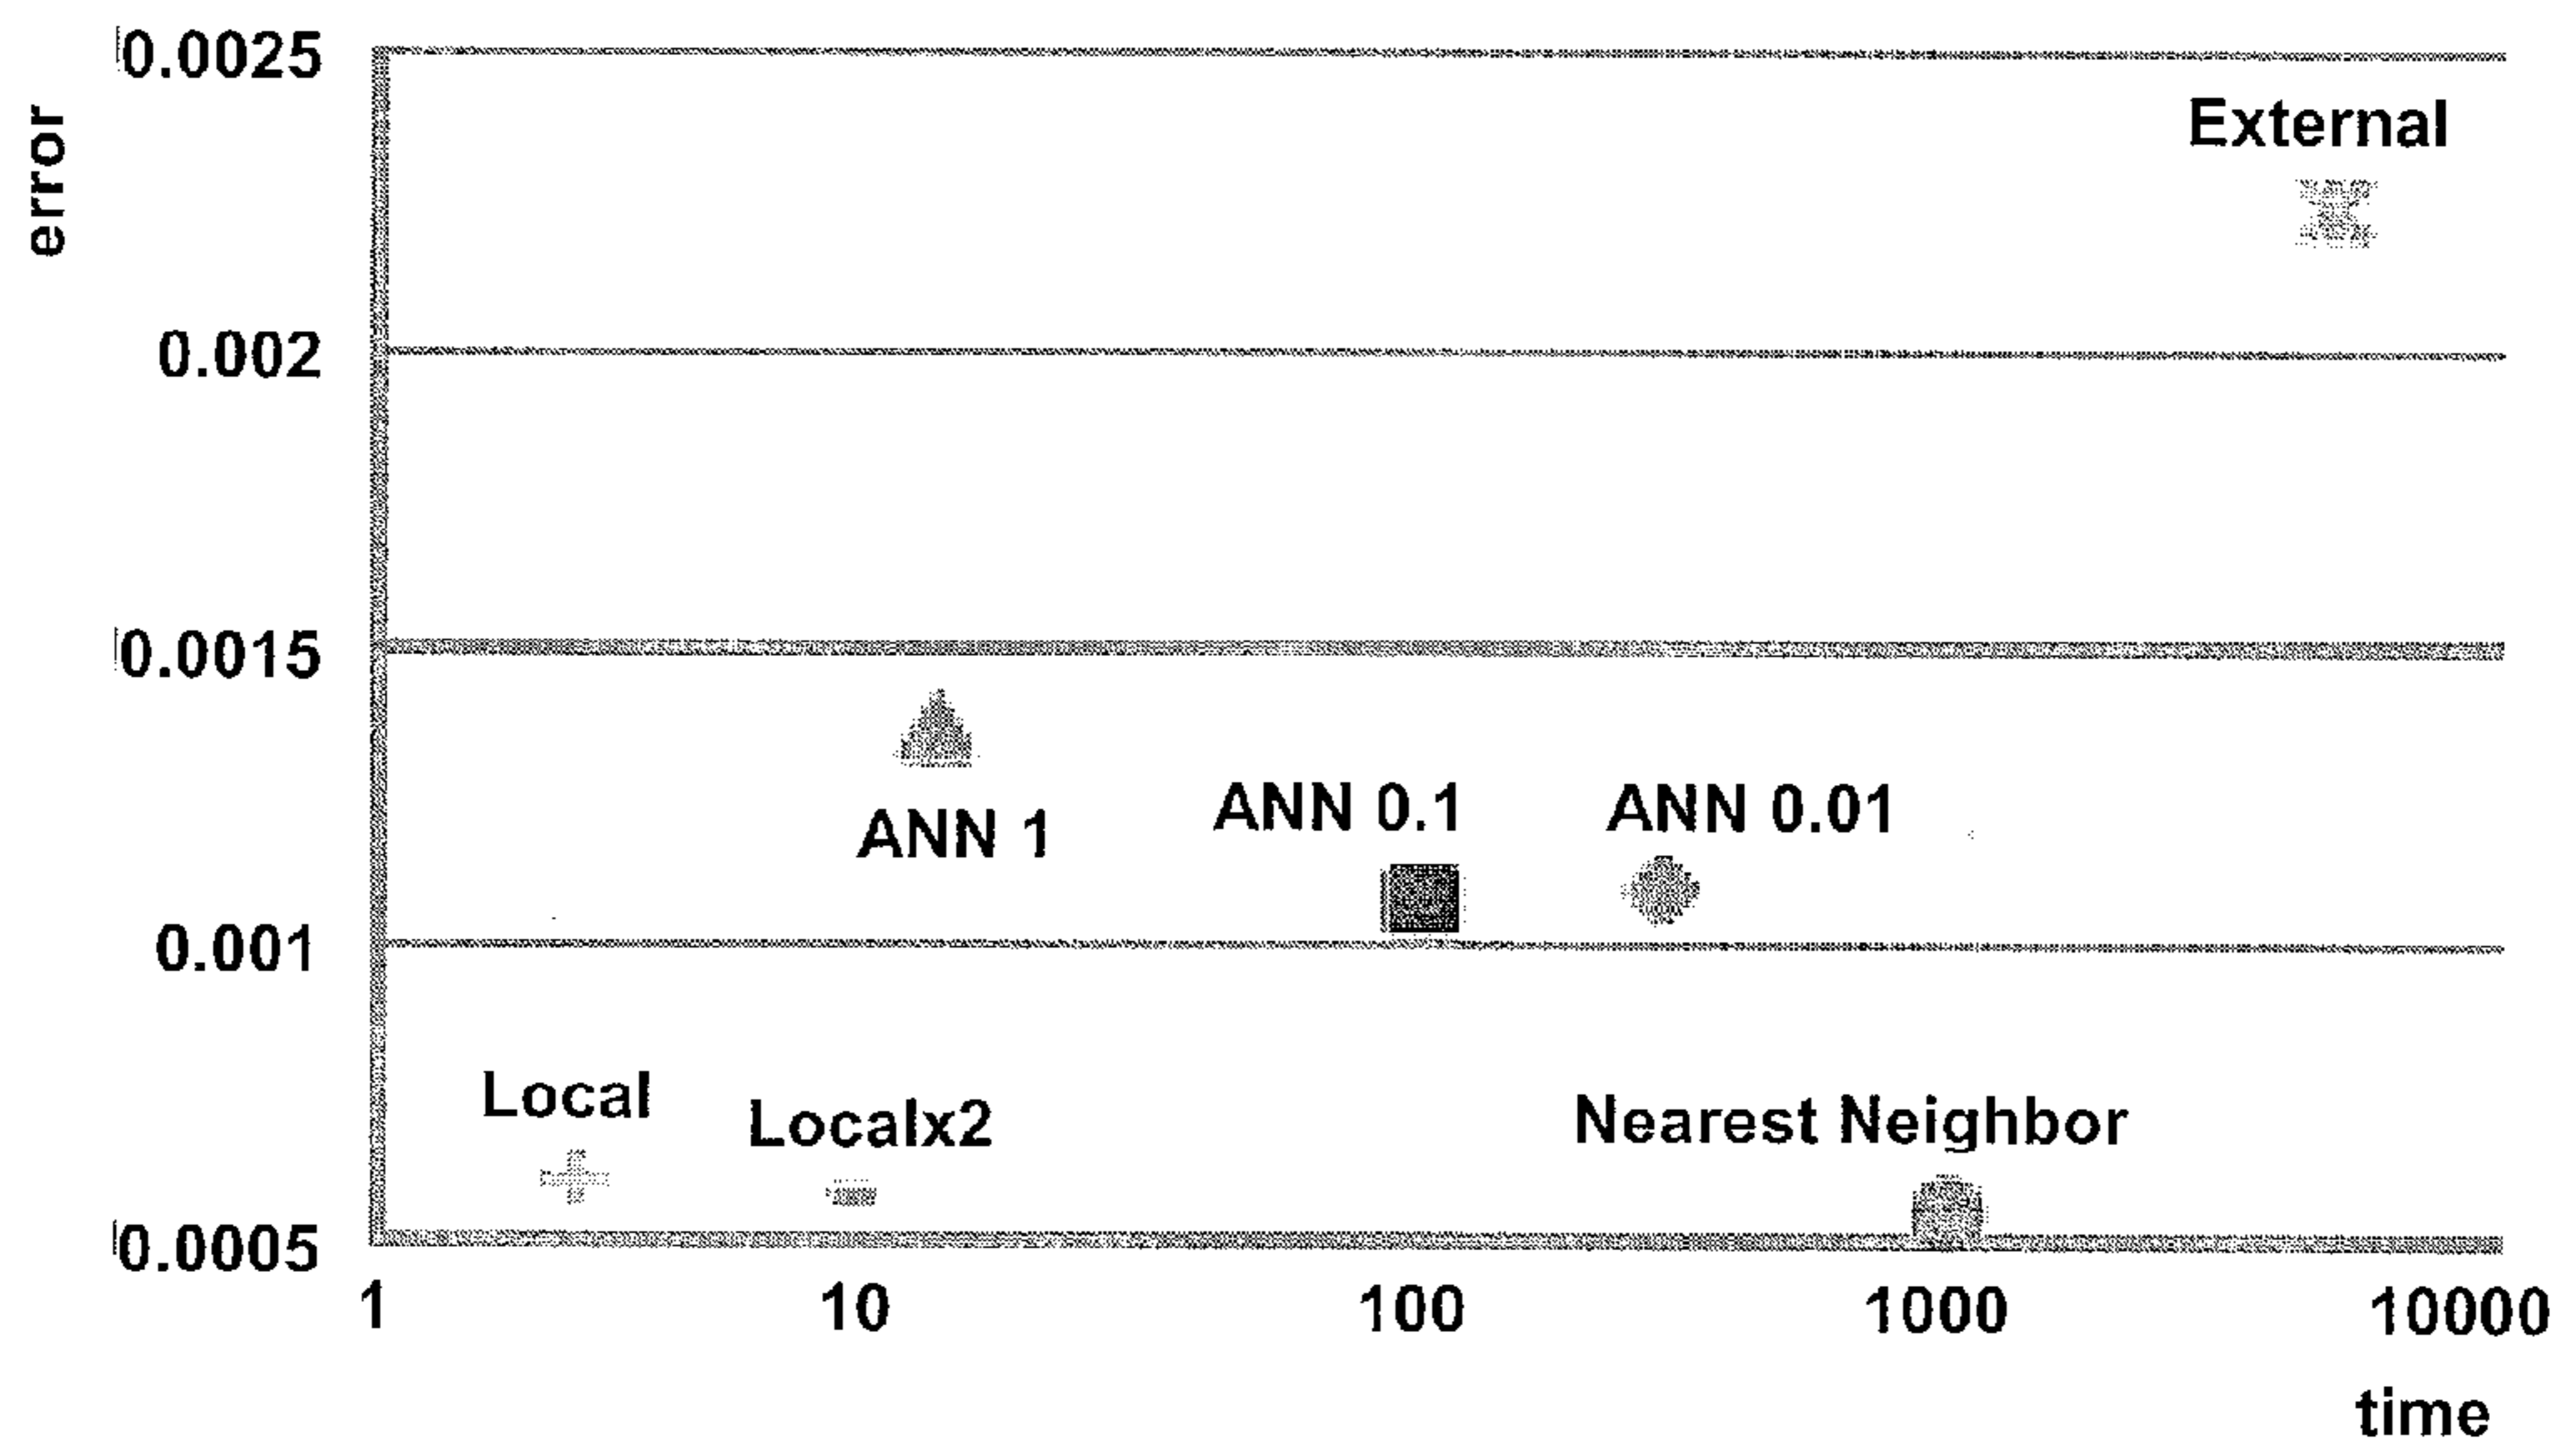 0.0025
error
External
0.002
0.0015
ANN 1
ANN 0.1
ANN 0.01
0.001
Local
Localx2
Nearest Neighbor
0.0005
1 10 100 1000 10000
time